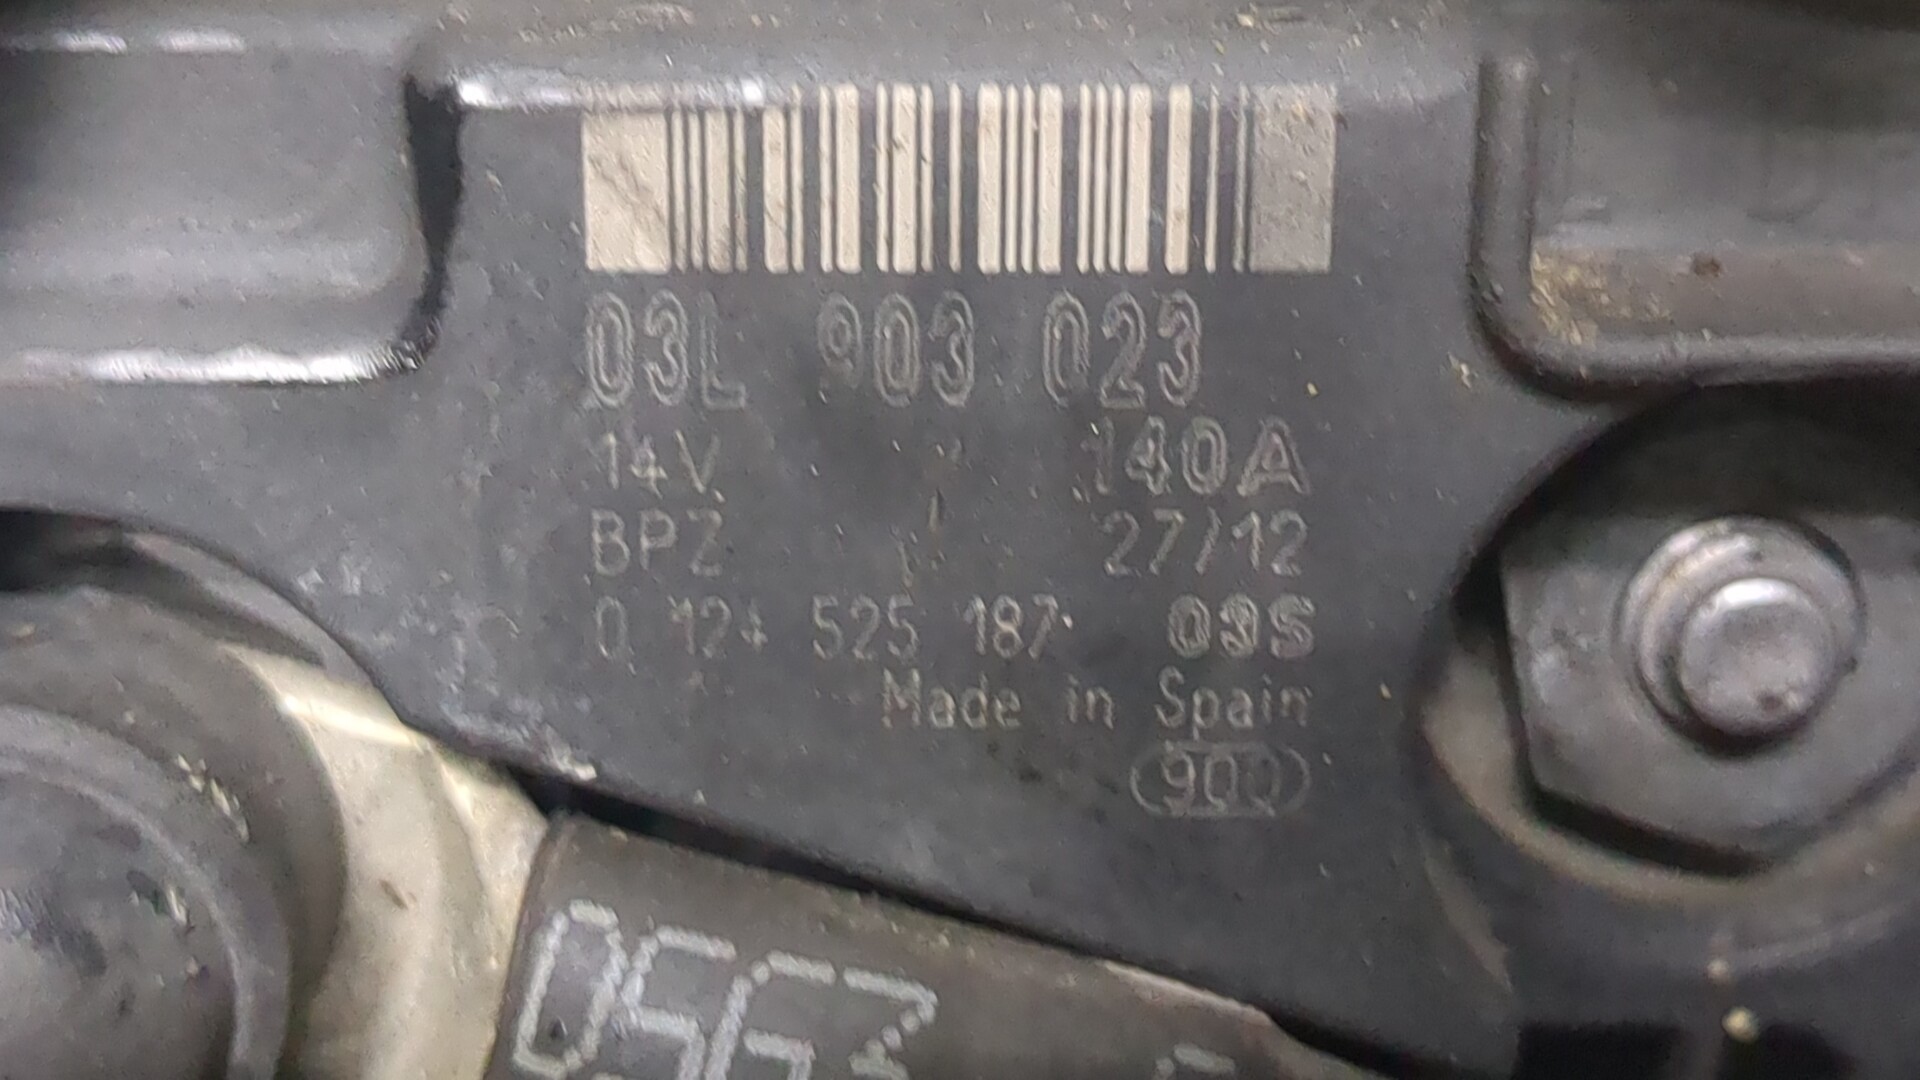 03L 903 023
14V 140A
BPZ 27/12
0 124 525 187 03S
Made in Spain
900